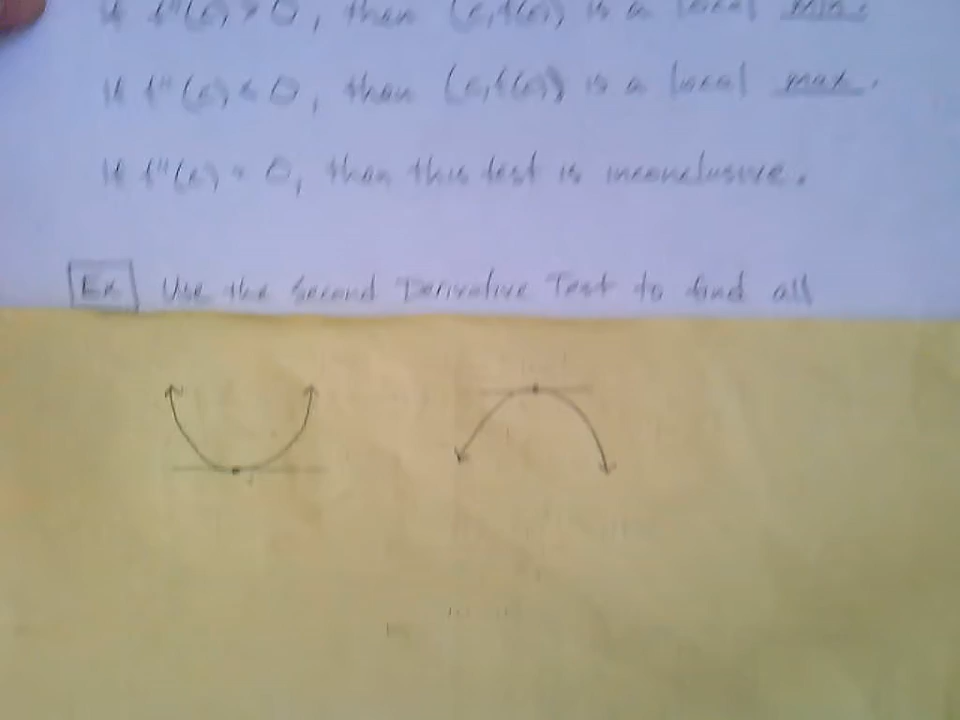 If f''(c) > 0, then (c, f(c)) is a local min.
If f''(c) < 0, then (c, f(c)) is a local max.
If f''(c) = 0, then this test is inconclusive.
Ex Use the Second Derivative Test to find all